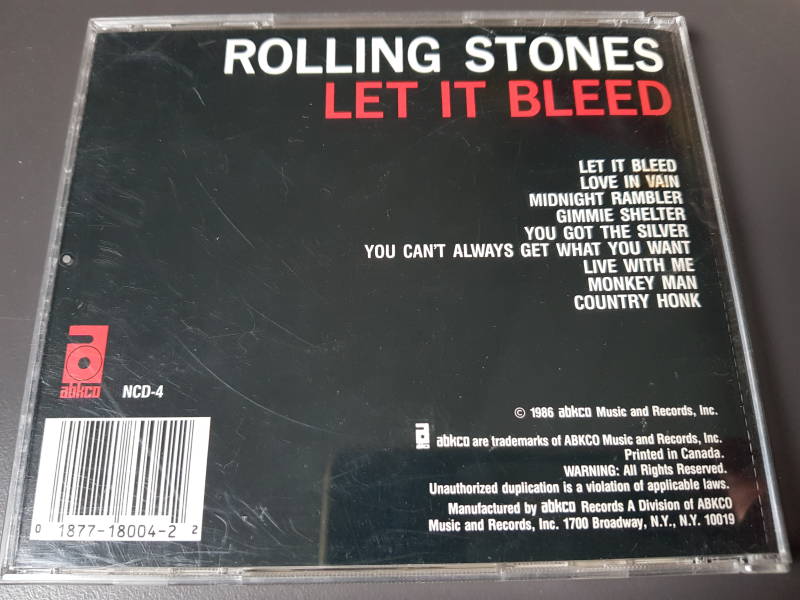 ROLLING STONES
LET IT BLEED
LET IT BLEED
LOVE IN VAIN
MIDNIGHT RAMBLER
GIMMIE SHELTER
YOU GOT THE SILVER
YOU CAN'T ALWAYS GET WHAT YOU WANT
LIVE WITH ME
MONKEY MAN
COUNTRY HONK
abkco
NCD-4
© 1986 abkco Music and Records, Inc.
abkco are trademarks of ABKCO Music and Records, Inc.
Printed in Canada.
WARNING: All Rights Reserved.
Unauthorized duplication is a violation of applicable laws.
Manufactured by abkco Records A Division of ABKCO
Music and Records, Inc. 1700 Broadway, N.Y., N.Y. 10019
0 1877-18004-2 2